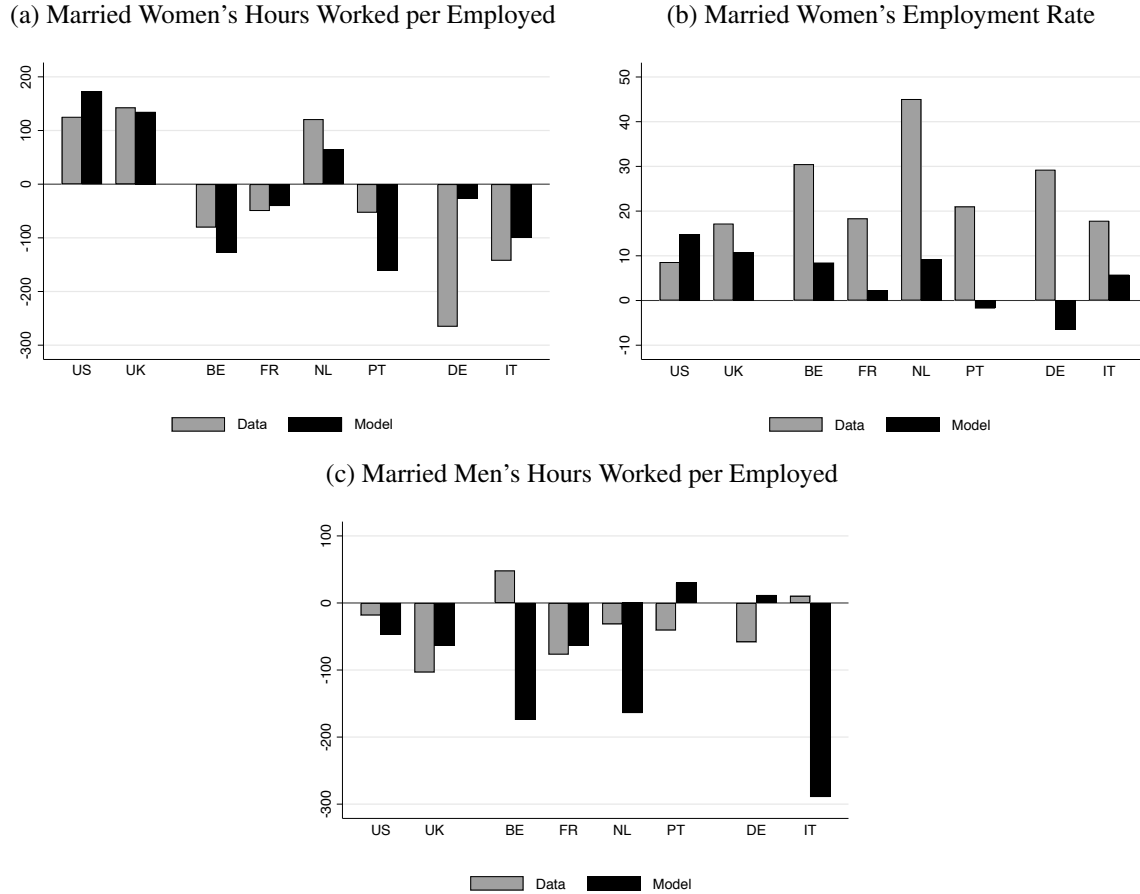 (a) Married Women’s Hours Worked per Employed
200
100
0
-100
-200
-300
US UK BE FR NL PT DE IT
Data Model
(b) Married Women’s Employment Rate
50
40
30
20
10
0
-10
US UK BE FR NL PT DE IT
Data Model
(c) Married Men’s Hours Worked per Employed
100
0
-100
-200
-300
US UK BE FR NL PT DE IT
Data Model